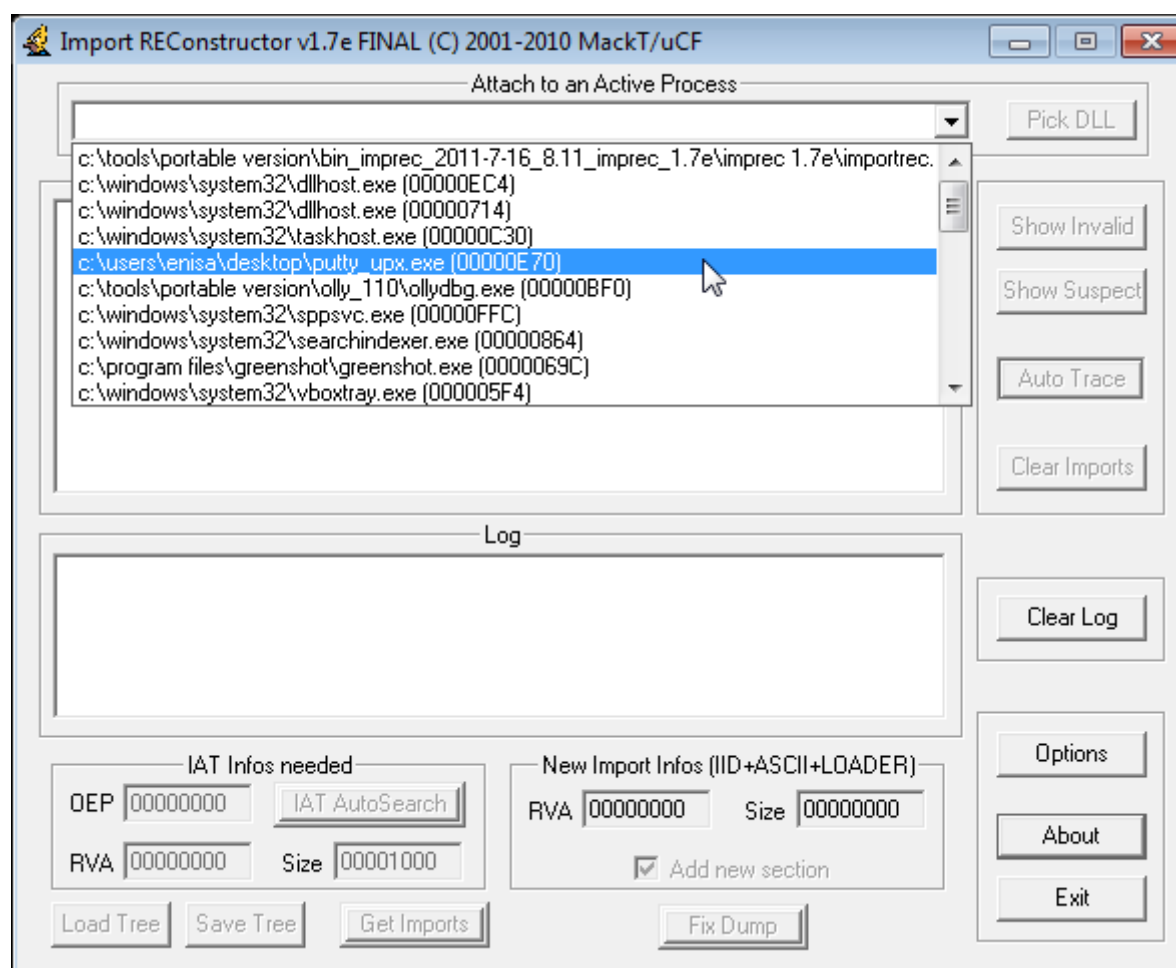 Import REConstructor v1.7e FINAL (C) 2001-2010 MackT/uCF
Attach to an Active Process
Pick DLL
c:\tools\portable version\bin_imprec_2011-7-16_8.11_imprec_1.7e\imprec 1.7e\importrec.
c:\windows\system32\dllhost.exe (00000EC4)
c:\windows\system32\dllhost.exe (00000714)
c:\windows\system32\taskhost.exe (00000C30)
c:\users\enisa\desktop\putty_upx.exe (00000E70)
c:\tools\portable version\olly_110\ollydbg.exe (00000BF0)
c:\windows\system32\sppsvc.exe (00000FFC)
c:\windows\system32\searchindexer.exe (00000864)
c:\program files\greenshot\greenshot.exe (0000069C)
c:\windows\system32\vboxtray.exe (000005F4)
Show Invalid
Show Suspect
Auto Trace
Clear Imports
Log
Clear Log
IAT Infos needed
OEP 00000000 IAT AutoSearch
RVA 00000000 Size 00001000
New Import Infos (IID+ASCII+LOADER)
RVA 00000000 Size 00000000
Add new section
Options
About
Exit
Load Tree Save Tree Get Imports Fix Dump